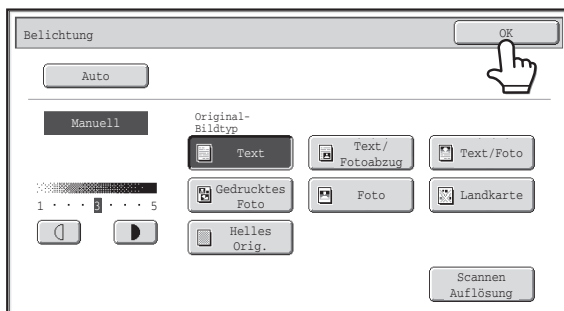 Belichtung
OK
Auto
Manuell
Original-
Bildtyp
Text
Text/
Fotoabzug
Text/Foto
1 · · · 3 · · · 5
Gedrucktes
Foto
Foto
Landkarte
Helles
Orig.
Scannen
Auflösung